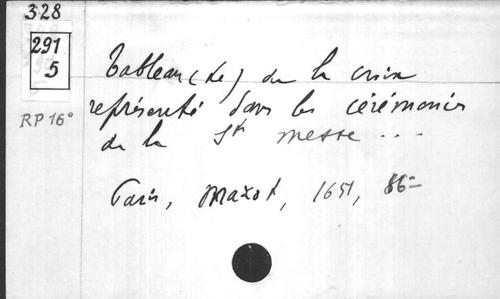 328
291
5
RP 16°
Tableau (Le) de la croix
représenté dans les cérémonies
de la Ste messe ...
Paris, Mazot, 1651, 16=